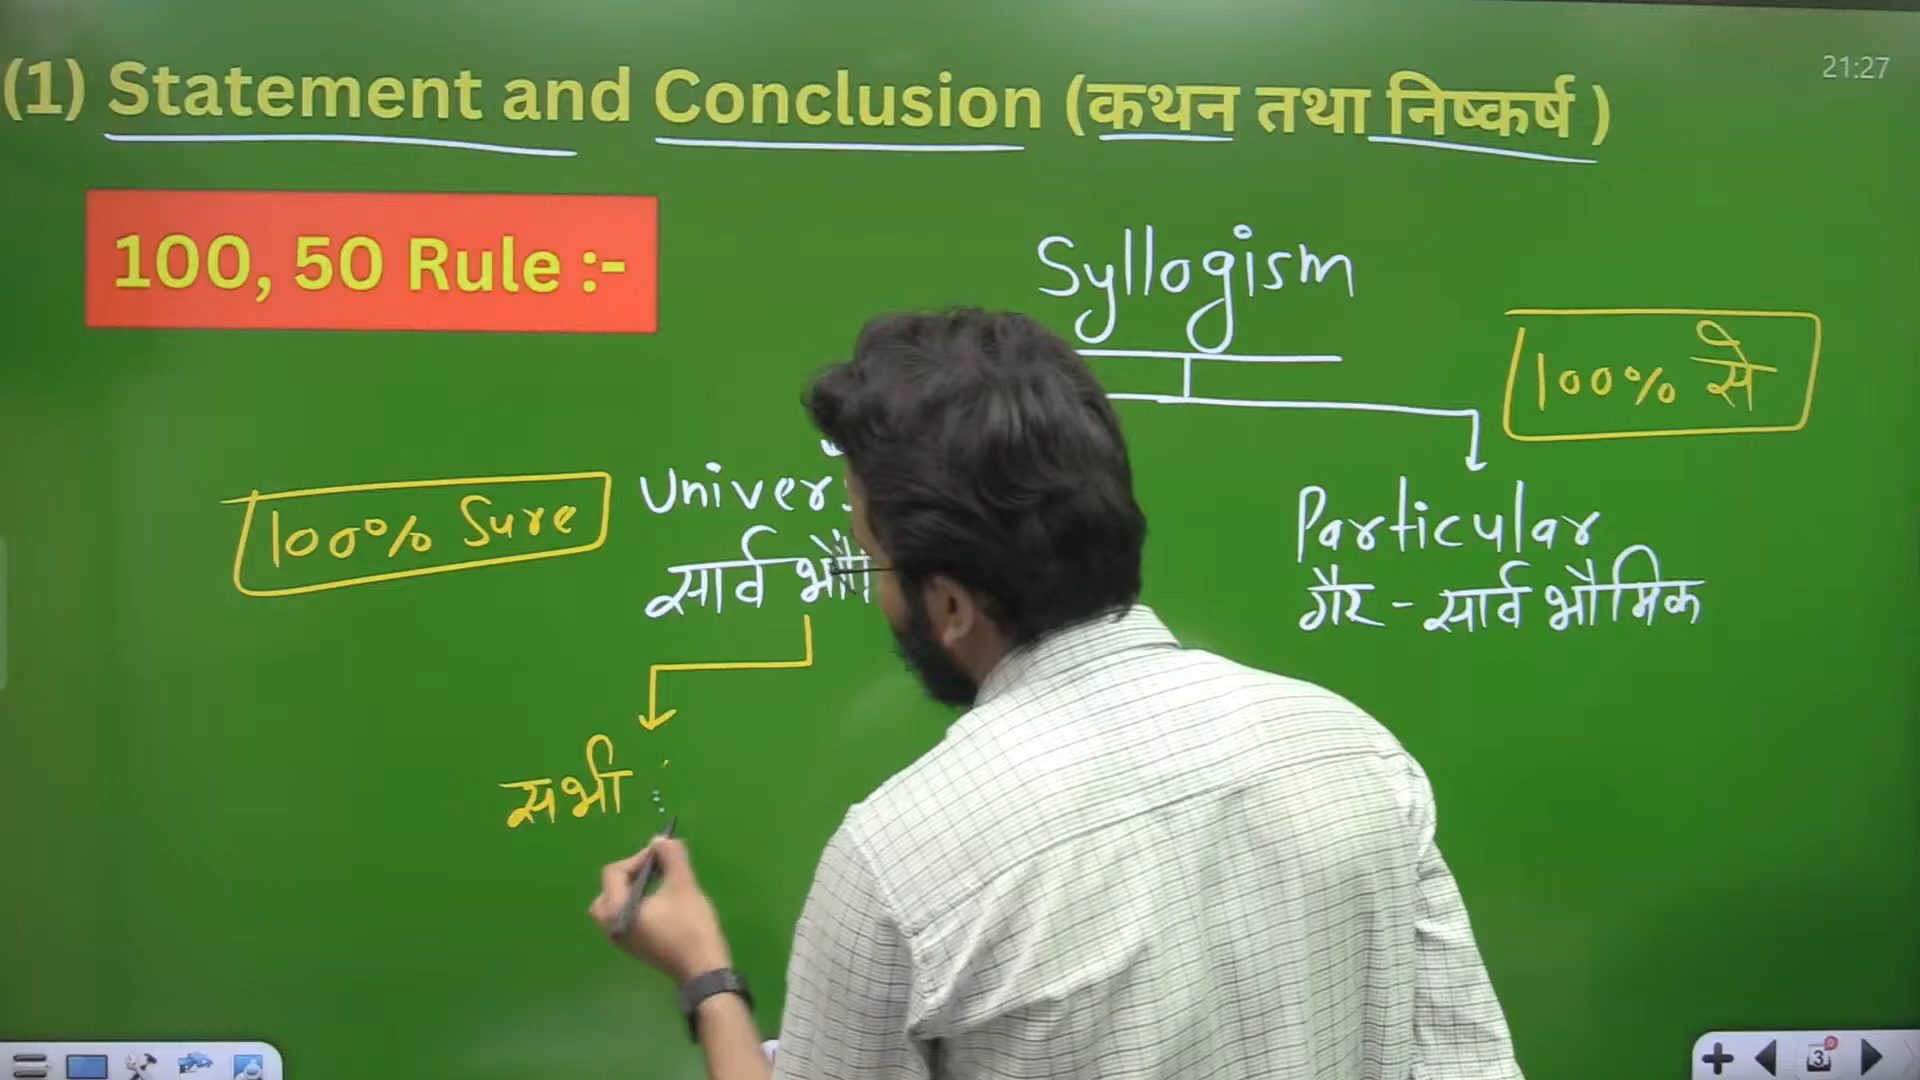 (1) Statement and Conclusion (कथन तथा निष्कर्ष )
21:27
100, 50 Rule :-
Syllogism
100% से
100% Sure
Particular
गैर - सार्वभौमिक
सभी
3